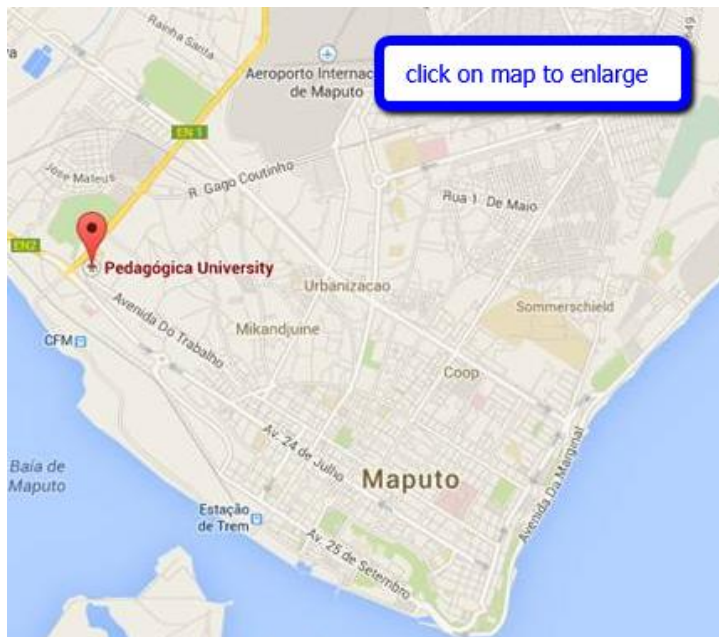 Rainha Santa
Aeroporto Internac
de Maputo
click on map to enlarge
EN 1
Jose Mateus
R. Gago Coutinho
Rua 1. De Maio
EN2
Pedagógica University
Avenida Do Trabalho
Urbanizacao
Sommerschield
Mikandjuine
CFM
Coop
Av. 24 de Julho
Maputo
Baía de
Maputo
Estação
de Trem
Av. 25 de Setembro
Avenida Da Marginal